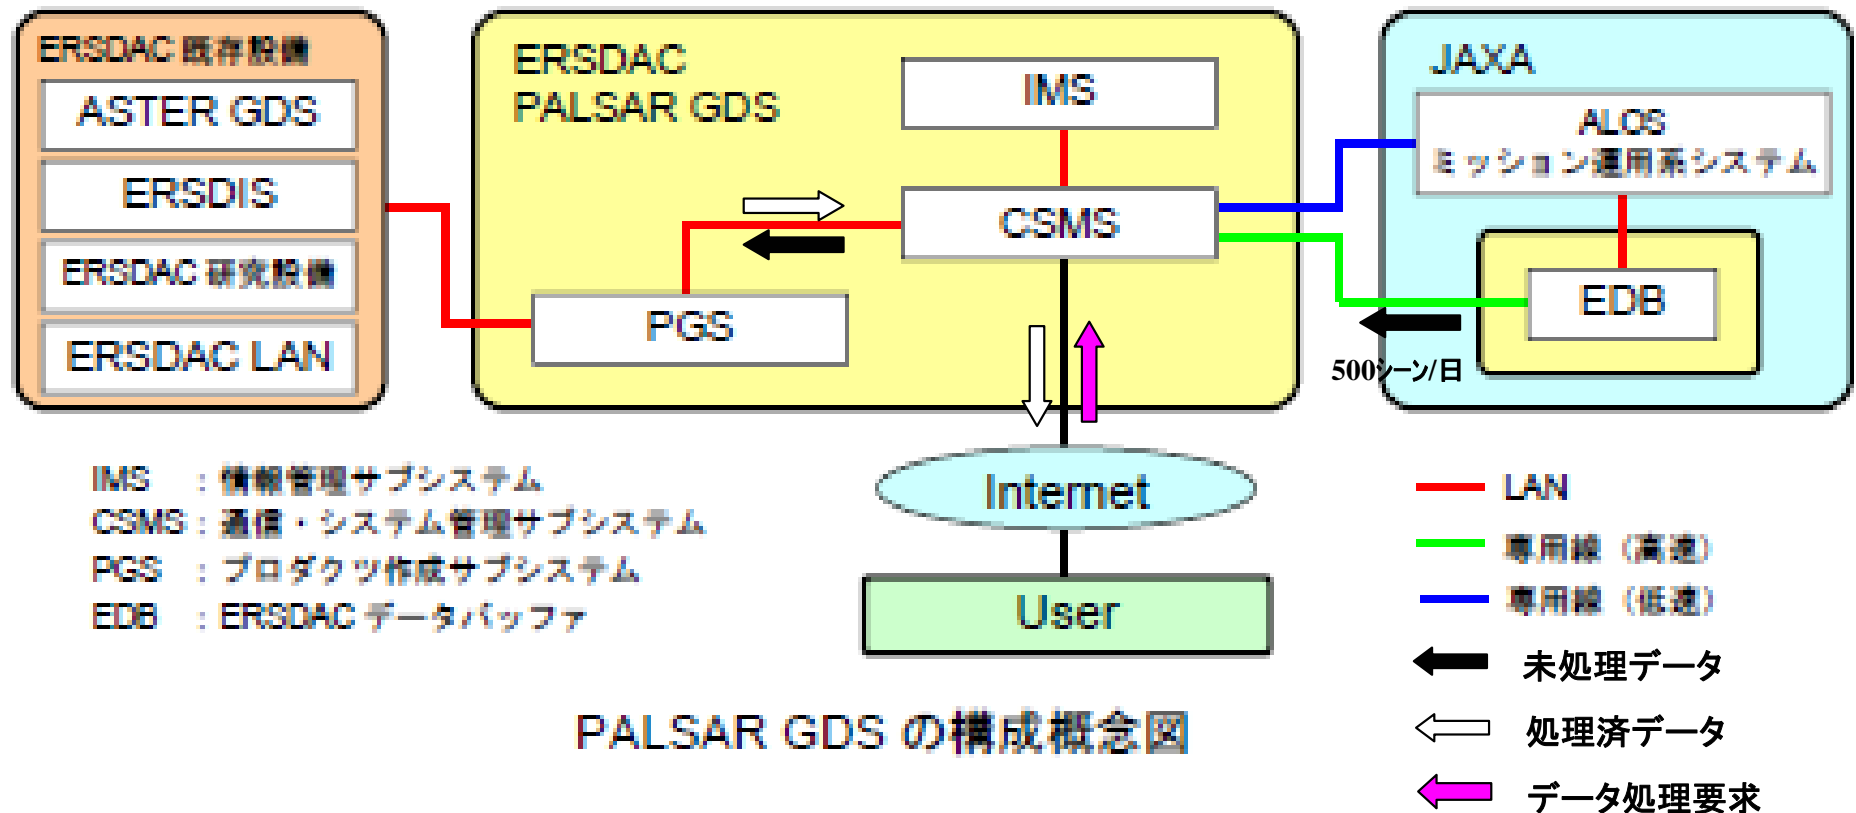 ERSDAC 既存設備
ASTER GDS
ERSDIS
ERSDAC 研究設備
ERSDAC LAN
ERSDAC
PALSAR GDS
IMS
CSMS
PGS
JAXA
ALOS
ミッション運用系システム
EDB
500シーン/日
Internet
User
IMS : 情報管理サブシステム
CSMS : 通信・システム管理サブシステム
PGS : プロダクツ作成サブシステム
EDB : ERSDAC データバッファ
LAN
専用線（高速）
専用線（低速）
未処理データ
処理済データ
データ処理要求
PALSAR GDS の構成概念図